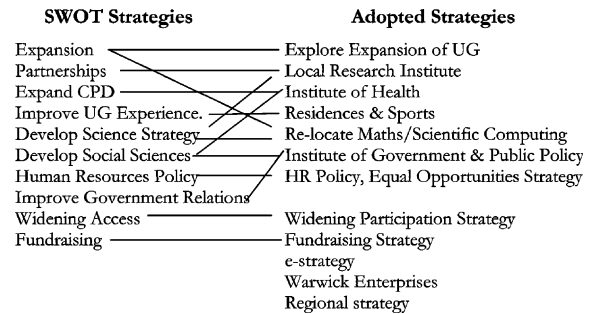 SWOT Strategies
Expansion
Partnerships
Expand CPD
Improve UG Experience.
Develop Science Strategy
Develop Social Sciences
Human Resources Policy
Improve Government Relations
Widening Access
Fundraising
Adopted Strategies
Explore Expansion of UG
Local Research Institute
Institute of Health
Residences & Sports
Re-locate Maths/Scientific Computing
Institute of Government & Public Policy
HR Policy, Equal Opportunities Strategy
Widening Participation Strategy
Fundraising Strategy
e-strategy
Warwick Enterprises
Regional strategy